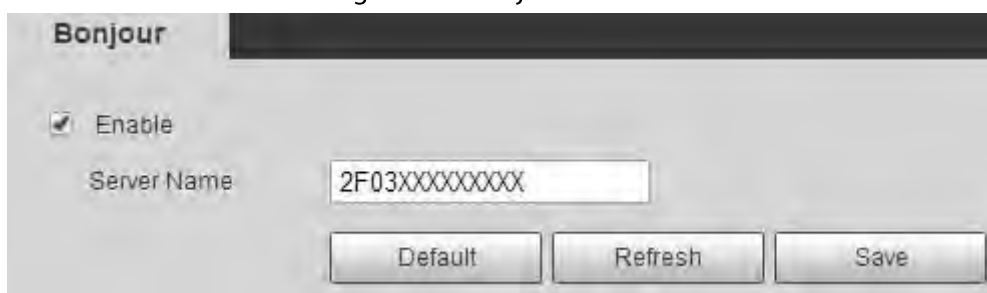 Bonjour
Enable
Server Name 2F03XXXXXXXXX
Default Refresh Save